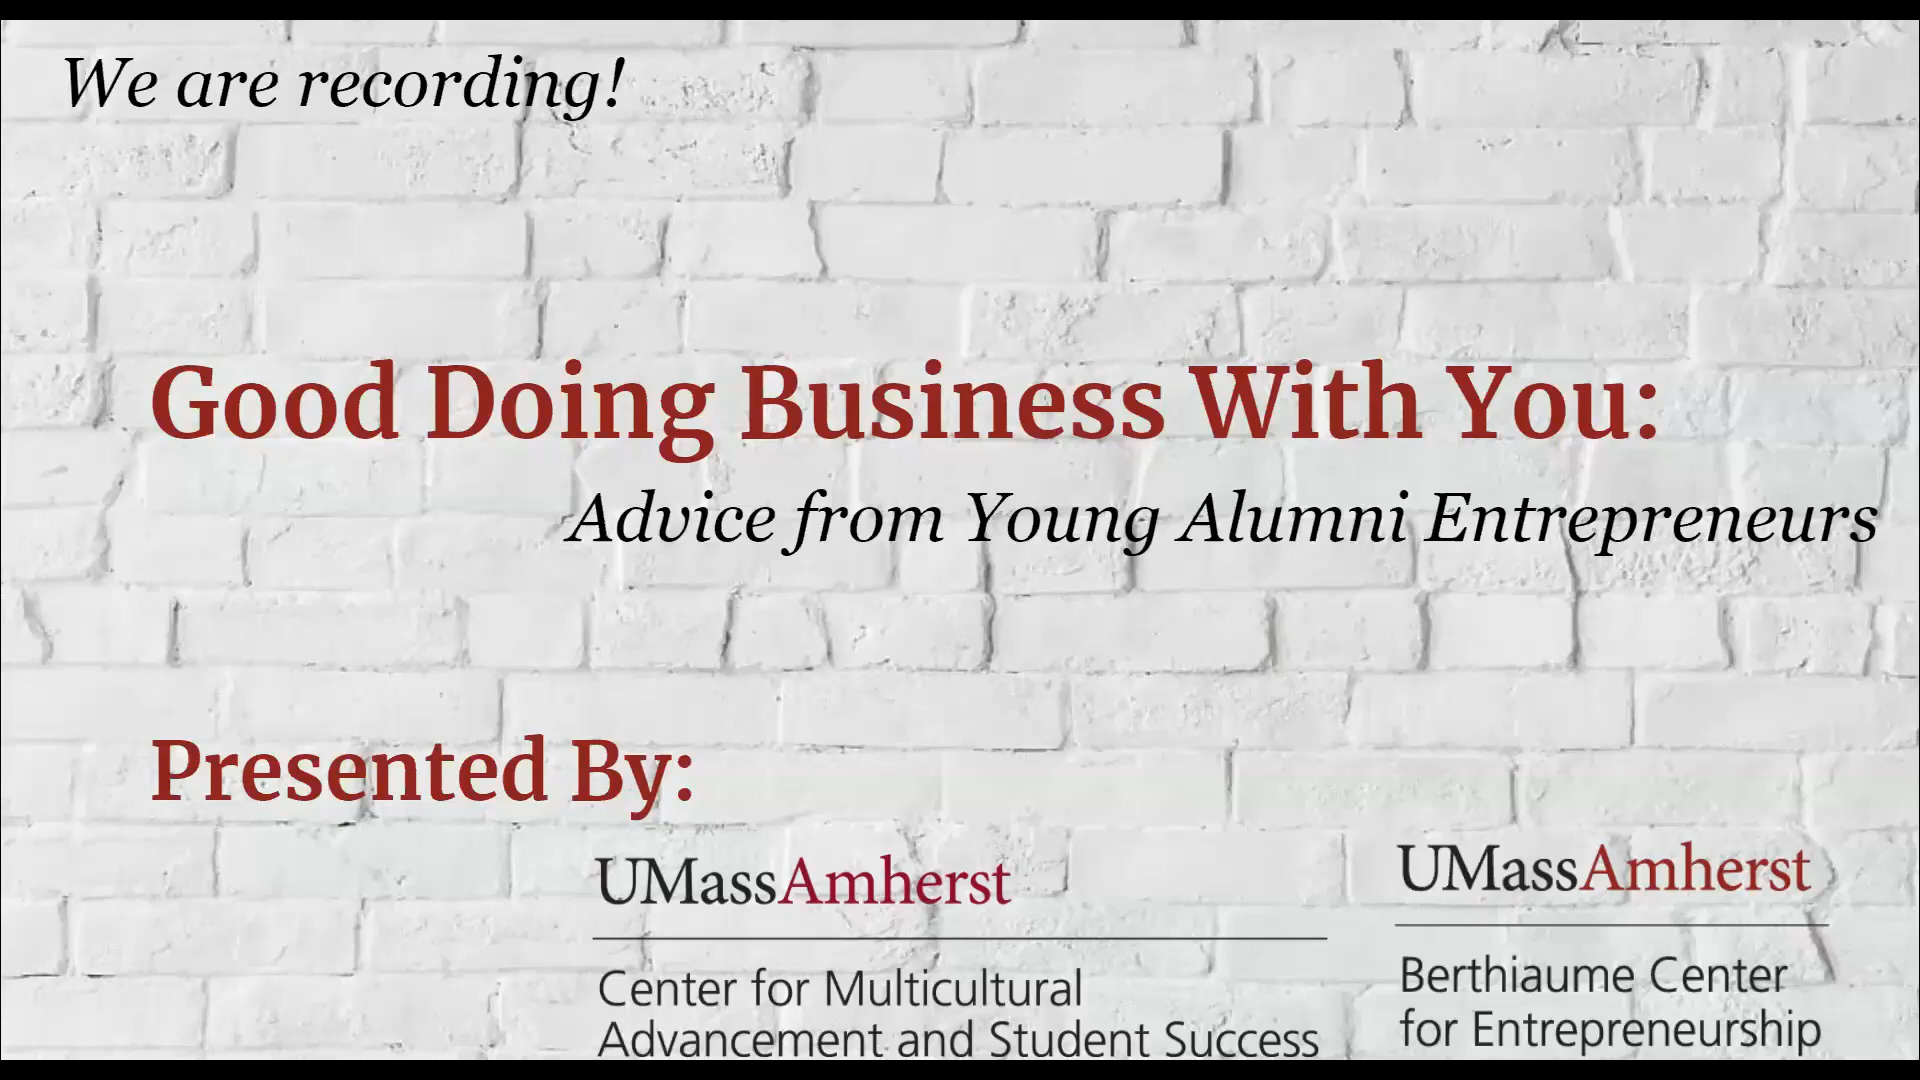 We are recording!
Good Doing Business With You:
Advice from Young Alumni Entrepreneurs
Presented By:
UMassAmherst
Center for Multicultural
Advancement and Student Success
UMassAmherst
Berthiaume Center
for Entrepreneurship